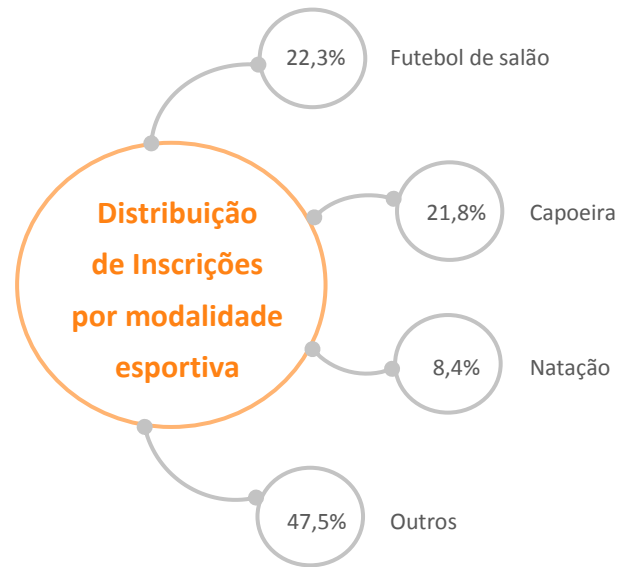 22,3% Futebol de salão
Distribuição
de Inscrições
por modalidade
esportiva
21,8% Capoeira
8,4% Natação
47,5% Outros